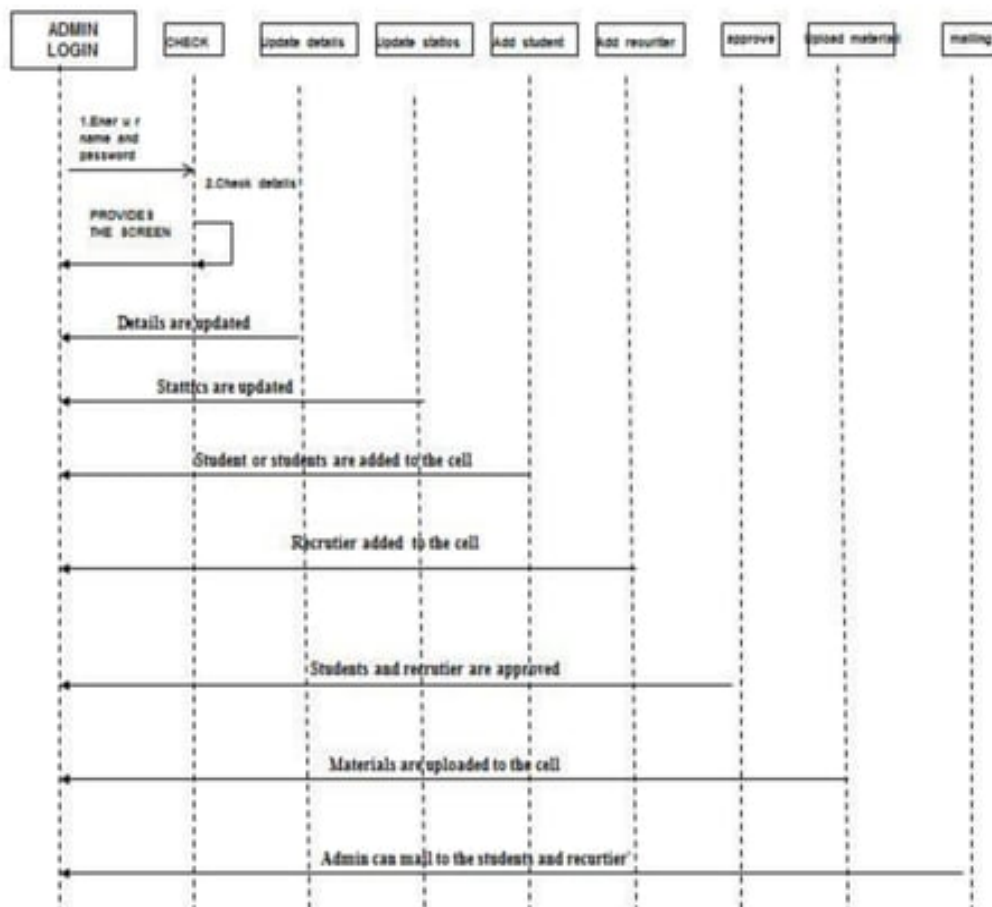 ADMIN
LOGIN
CHECK
Update details
Update statics
Add student
Add recuriter
approve
Upload material
mailing
1.Ener u r
name and
password
2.Check details
PROVIDES
THE SCREEN
Details are updated
Stattics are updated
Student or students are added to the cell
Recrutier added to the cell
Students and recrutier are approved
Materials are uploaded to the cell
Admin can mail to the students and recurtier'